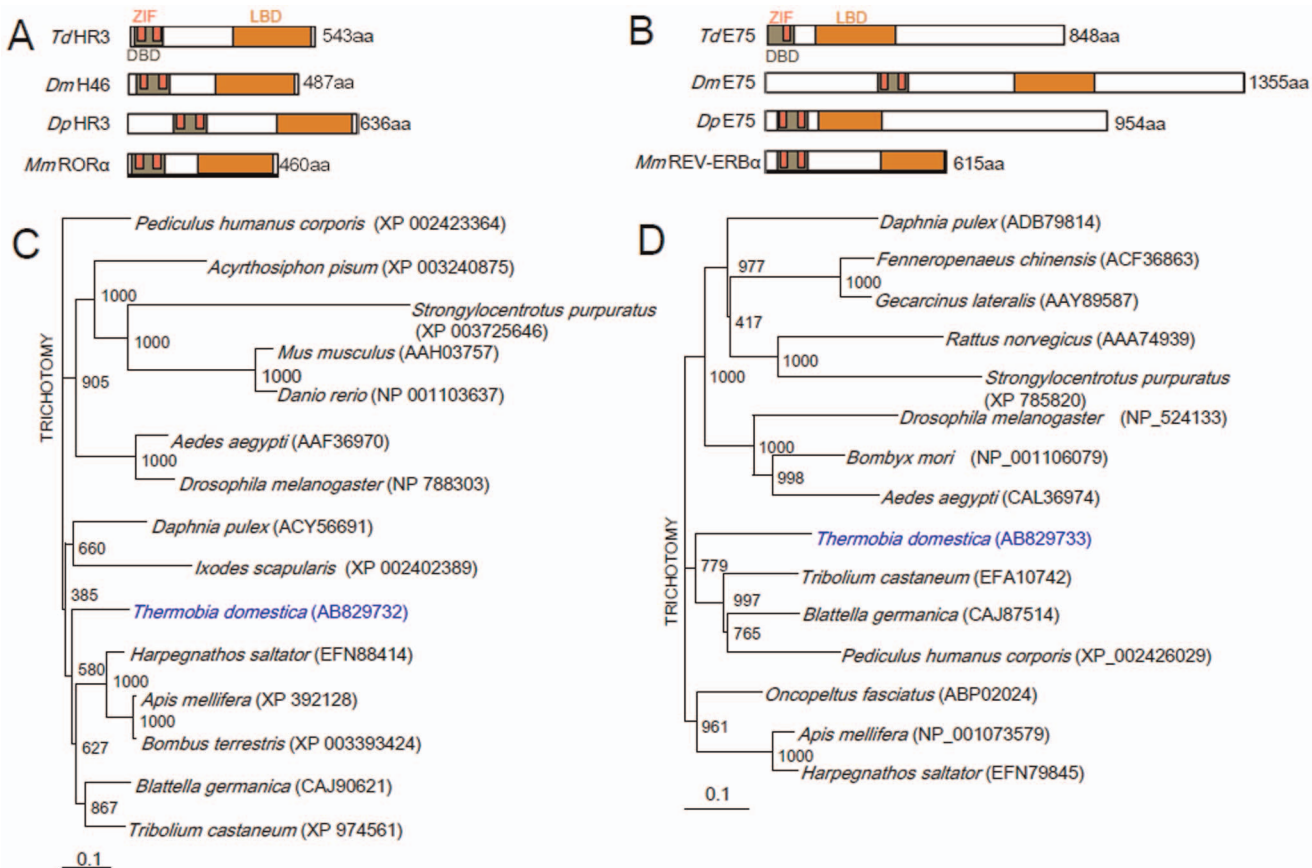 A
ZIF LBD
TdHR3 543aa
DBD
DmH46 487aa
DpHR3 636aa
MmRORα 460aa
B
ZIF LBD
TdE75 848aa
DBD
DmE75 1355aa
DpE75 954aa
MmREV-ERBα 615aa
C
TRICHOTOMY
Pediculus humanus corporis (XP 002423364)
Acyrthosiphon pisum (XP 003240875)
1000
Strongylocentrotus purpuratus
(XP 003725646)
1000
Mus musculus (AAH03757)
1000
905
Danio rerio (NP 001103637)
Aedes aegypti (AAF36970)
1000
Drosophila melanogaster (NP 788303)
Daphnia pulex (ACY56691)
660
Ixodes scapularis (XP 002402389)
385
Thermobia domestica (AB829732)
Harpegnathos saltator (EFN88414)
580
1000
Apis mellifera (XP 392128)
1000
Bombus terrestris (XP 003393424)
627
Blattella germanica (CAJ90621)
867
Tribolium castaneum (XP 974561)
0.1
D
TRICHOTOMY
Daphnia pulex (ADB79814)
977
Fenneropenaeus chinensis (ACF36863)
1000
Gecarcinus lateralis (AAY89587)
417
Rattus norvegicus (AAA74939)
1000
1000
Strongylocentrotus purpuratus
(XP 785820)
Drosophila melanogaster (NP_524133)
1000
Bombyx mori (NP_001106079)
998
Aedes aegypti (CAL36974)
Thermobia domestica (AB829733)
779
Tribolium castaneum (EFA10742)
997
Blattella germanica (CAJ87514)
765
Pediculus humanus corporis (XP_002426029)
Oncopeltus fasciatus (ABP02024)
961
Apis mellifera (NP_001073579)
1000
Harpegnathos saltator (EFN79845)
0.1